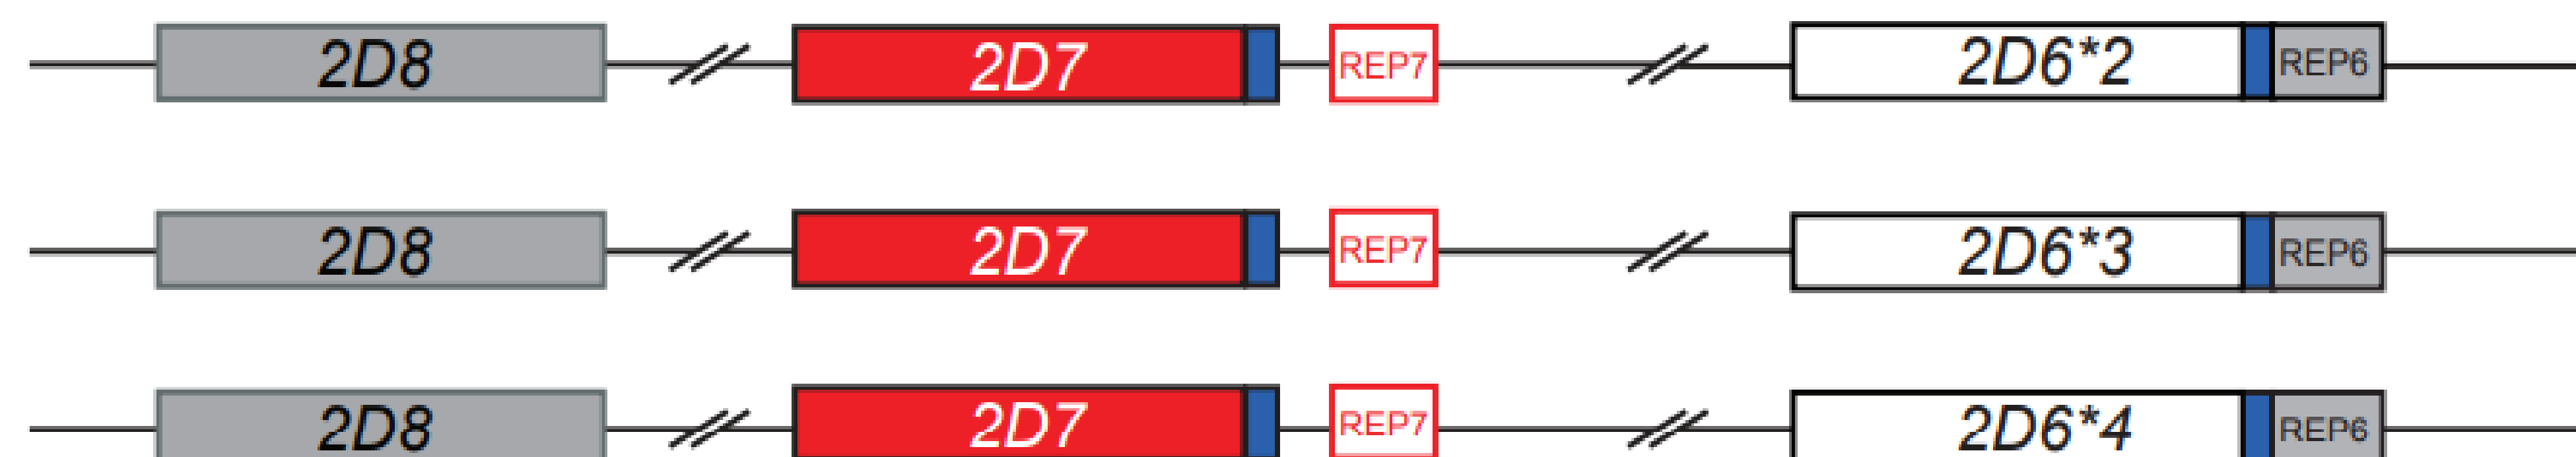 2D8 2D7 REP7 2D6*2 REP6
2D8 2D7 REP7 2D6*3 REP6
2D8 2D7 REP7 2D6*4 REP6